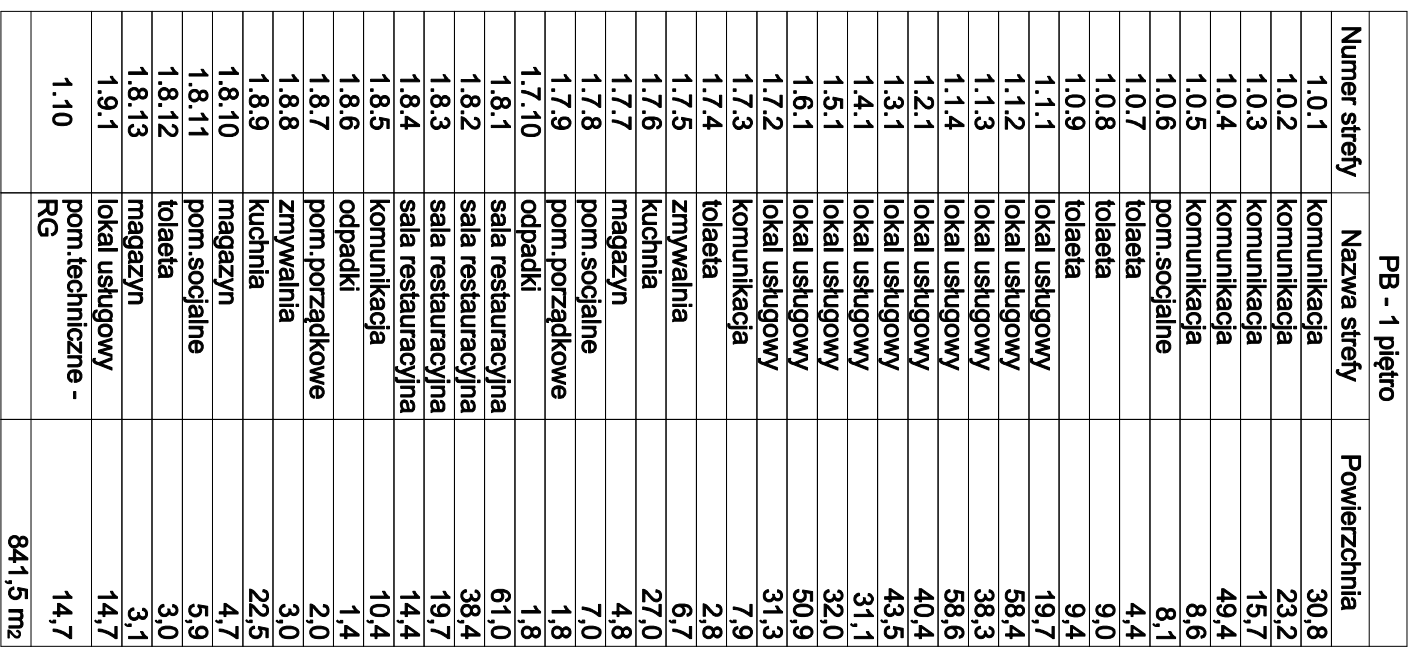 PB - 1 piętro
Numer strefy Nazwa strefy Powierzchnia
1.0.1 komunikacja 30,8
1.0.2 komunikacja 23,2
1.0.3 komunikacja 15,7
1.0.4 komunikacja 49,4
1.0.5 komunikacja 8,6
1.0.6 pom.socjalne 8,1
1.0.7 tolaeta 4,4
1.0.8 tolaeta 9,0
1.0.9 tolaeta 9,4
1.1.1 lokal usługowy 19,7
1.1.2 lokal usługowy 58,4
1.1.3 lokal usługowy 38,3
1.1.4 lokal usługowy 58,6
1.2.1 lokal usługowy 40,4
1.3.1 lokal usługowy 43,5
1.4.1 lokal usługowy 31,1
1.5.1 lokal usługowy 32,0
1.6.1 lokal usługowy 50,9
1.7.2 lokal usługowy 31,3
1.7.3 komunikacja 7,9
1.7.4 tolaeta 2,8
1.7.5 zmywalnia 6,7
1.7.6 kuchnia 27,0
1.7.7 magazyn 4,8
1.7.8 pom.socjalne 7,0
1.7.9 pom.porządkowe 1,8
1.7.10 odpadki 1,8
1.8.1 sala restauracyjna 61,0
1.8.2 sala restauracyjna 38,4
1.8.3 sala restauracyjna 19,7
1.8.4 sala restauracyjna 14,4
1.8.5 komunikacja 10,4
1.8.6 odpadki 1,4
1.8.7 pom.porządkowe 2,0
1.8.8 zmywalnia 3,0
1.8.9 kuchnia 22,5
1.8.10 magazyn 4,7
1.8.11 pom.socjalne 5,9
1.8.12 tolaeta 3,0
1.8.13 magazyn 3,1
1.9.1 lokal usługowy 14,7
1.10 pom.techniczne - 14,7
RG
841,5 m2